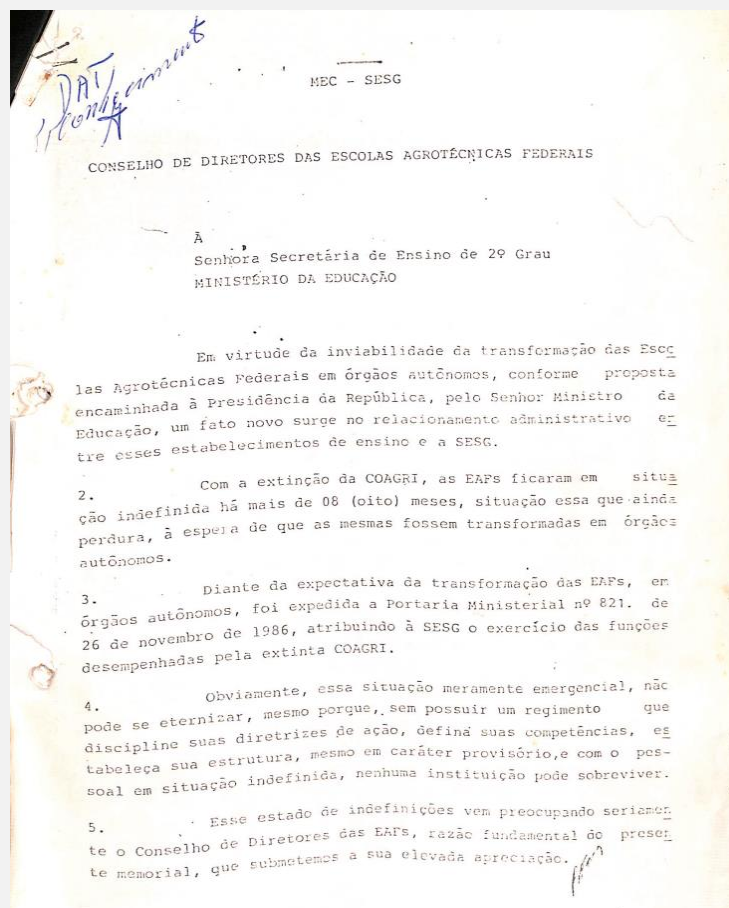 DAT
MEC - SESG
CONSELHO DE DIRETORES DAS ESCOLAS AGROTÉCNICAS FEDERAIS
À
Senhora Secretária de Ensino de 2º Grau
MINISTÉRIO DA EDUCAÇÃO
Em virtude da inviabilidade da transformação das Esco
las Agrotécnicas Federais em órgãos autônomos, conforme proposta
encaminhada à Presidência da República, pelo Senhor Ministro da
Educação, um fato novo surge no relacionamento administrativo en
tre esses estabelecimentos de ensino e a SESG.
2. Com a extinção da COAGRI, as EAFs ficaram em situa
ção indefinida há mais de 08 (oito) meses, situação essa que ainda
perdura, à espera de que as mesmas fossem transformadas em órgãos
autônomos.
3. Diante da expectativa da transformação das EAFs, em
órgãos autônomos, foi expedida a Portaria Ministerial nº 821. de
26 de novembro de 1986, atribuindo à SESG o exercício das funções
desempenhadas pela extinta COAGRI.
4. Obviamente, essa situação meramente emergencial, não
pode se eternizar, mesmo porque, sem possuir um regimento que
discipline suas diretrizes de ação, defina suas competências, es
tabeleça sua estrutura, mesmo em caráter provisório,e com o pes-
soal em situação indefinida, nenhuma instituição pode sobreviver.
5. Esse estado de indefinições vem preocupando seriamen
te o Conselho de Diretores das EAFs, razão fundamental do presen
te memorial, que submetemos a sua elevada apreciação.